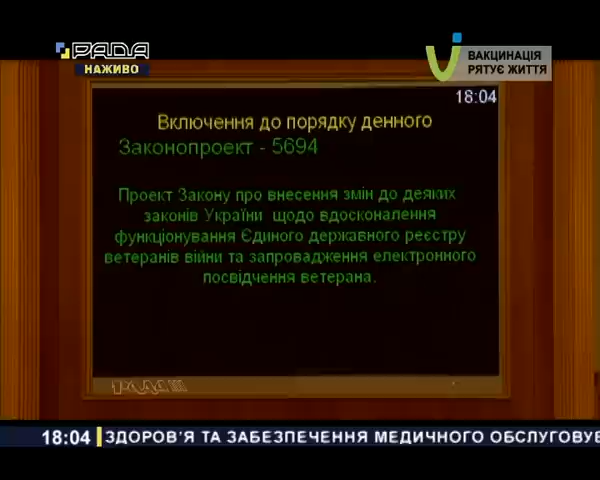 РАДА
НАЖИВО
ВАКЦИНАЦІЯ
РЯТУЄ ЖИТТЯ
18:04
Включення до порядку денного
Законопроект - 5694
Проект Закону про внесення змін до деяких
законів України щодо вдосконалення
функціонування Єдиного державного реєстру
ветеранів війни та запровадження електронного
посвідчення ветерана.
РАДА
18:04 ЗДОРОВ'Я ТА ЗАБЕЗПЕЧЕННЯ МЕДИЧНОГО ОБСЛУГОВУВ